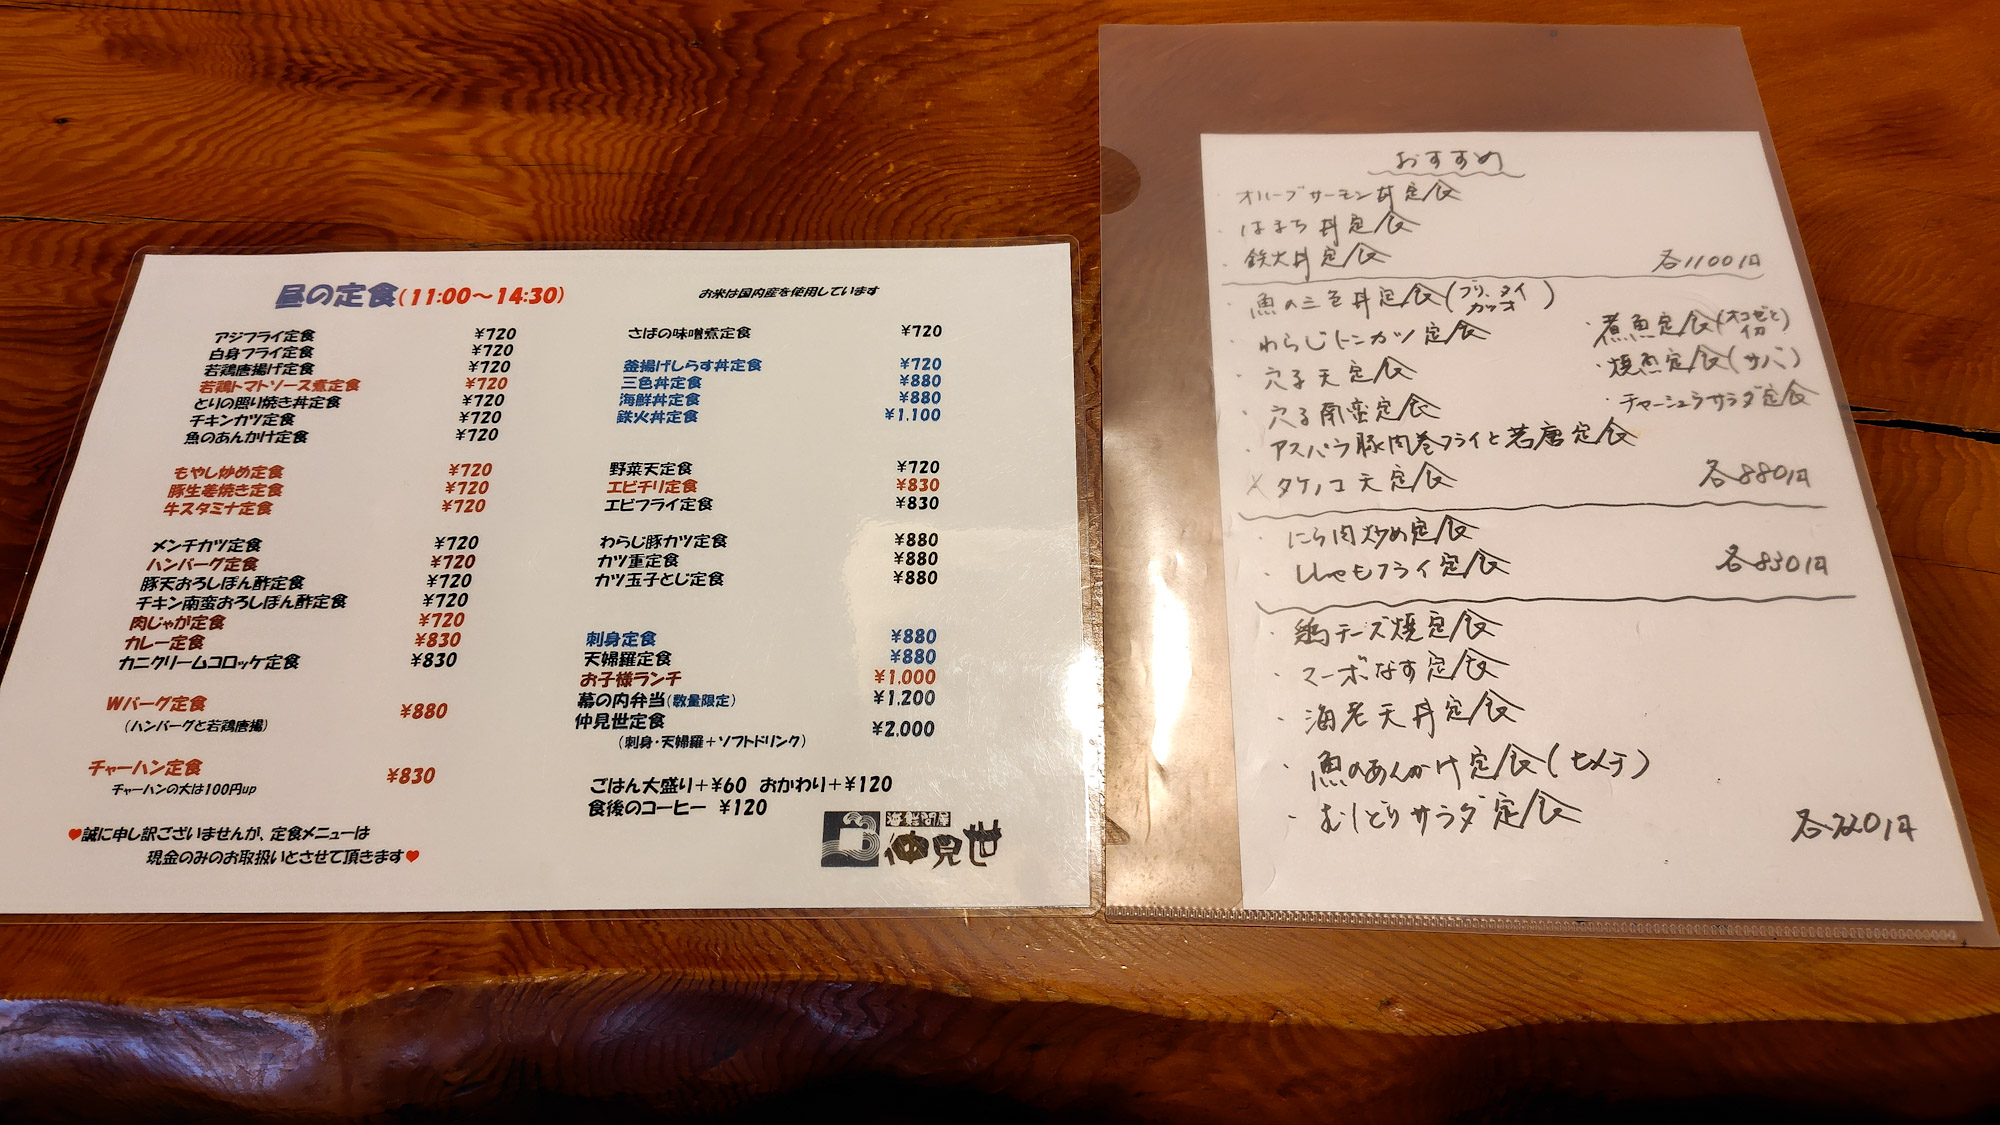 昼の定食(11:00～14:30)
お米は国内産を使用しています
アジフライ定食 ¥720
白身フライ定食 ¥720
若鶏唐揚げ定食 ¥720
若鶏トマトソース煮定食 ¥720
とりの照り焼き丼定食 ¥720
チキンカツ定食 ¥720
魚のあんかけ定食 ¥720
もやし炒め定食 ¥720
豚生姜焼き定食 ¥720
牛スタミナ定食 ¥720
メンチカツ定食 ¥720
ハンバーグ定食 ¥720
豚天おろしぽん酢定食 ¥720
チキン南蛮おろしぽん酢定食 ¥720
肉じゃが定食 ¥720
カレー定食 ¥830
カニクリームコロッケ定食 ¥830
Wバーグ定食 ¥880
(ハンバーグと若鶏唐揚)
チャーハン定食 ¥830
チャーハンの大は100円up
♥誠に申し訳ございませんが、定食メニューは
現金のみのお取扱いとさせて頂きます♥
さばの味噌煮定食 ¥720
釜揚げしらす丼定食 ¥720
三色丼定食 ¥880
海鮮丼定食 ¥880
鉄火丼定食 ¥1,100
野菜天定食 ¥720
エビチリ定食 ¥830
エビフライ定食 ¥830
わらじ豚カツ定食 ¥880
カツ重定食 ¥880
カツ玉子とじ定食 ¥880
刺身定食 ¥880
天婦羅定食 ¥880
お子様ランチ ¥1,000
幕の内弁当(数量限定) ¥1,200
仲見世定食 ¥2,000
(刺身・天婦羅＋ソフトドリンク)
ごはん大盛り＋¥60 おかわり＋¥120
食後のコーヒー ¥120
仲見世
おすすめ
・オリーブサーモン丼定食
・はまち丼定食
・鉄火丼定食 各1100円
・魚の三色丼定食(ブリ、タイ
カツオ)
・わらじトンカツ定食
・穴子天定食
・穴子南蛮定食
・アスパラ豚肉巻フライと若唐定食
×タケノコ天定食
・煮魚定食(オコゼと
イカ)
・焼魚定食(サバ)
・チャーシューサラダ定食
各880円
・にら肉炒め定食
・ししゃもフライ定食 各830円
・鶏チーズ焼定食
・マーボなす定食
・海老天丼定食
・魚のあんかけ定食(ヒメチ)
・むしどりサラダ定食
各720円